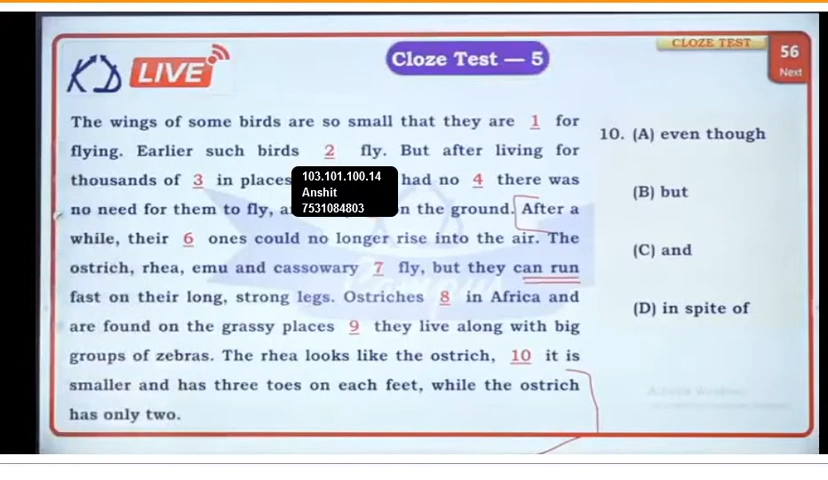 KD LIVE
Cloze Test — 5
CLOZE TEST
56
Next
The wings of some birds are so small that they are 1 for
flying. Earlier such birds 2 fly. But after living for
thousands of 3 in places had no 4 there was
no need for them to fly, n the ground. After a
while, their 6 ones could no longer rise into the air. The
ostrich, rhea, emu and cassowary 7 fly, but they can run
fast on their long, strong legs. Ostriches 8 in Africa and
are found on the grassy places 9 they live along with big
groups of zebras. The rhea looks like the ostrich, 10 it is
smaller and has three toes on each feet, while the ostrich
has only two.
103.101.100.14
Anshit
7531084803
10. (A) even though
(B) but
(C) and
(D) in spite of
Campus
Activate Windows